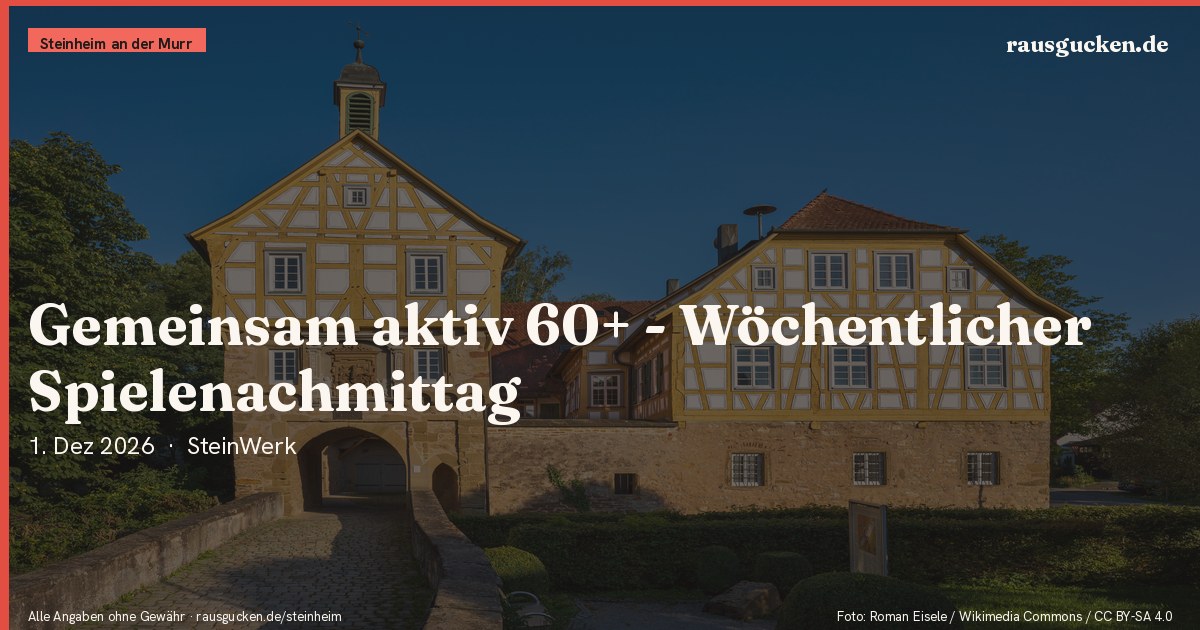 Steinheim an der Murr
rausgucken.de
Gemeinsam aktiv 60+ - Wöchentlicher
Spielenachmittag
1. Dez 2026 · SteinWerk
Alle Angaben ohne Gewähr · rausgucken.de/steinheim
Foto: Roman Eisele / Wikimedia Commons / CC BY-SA 4.0